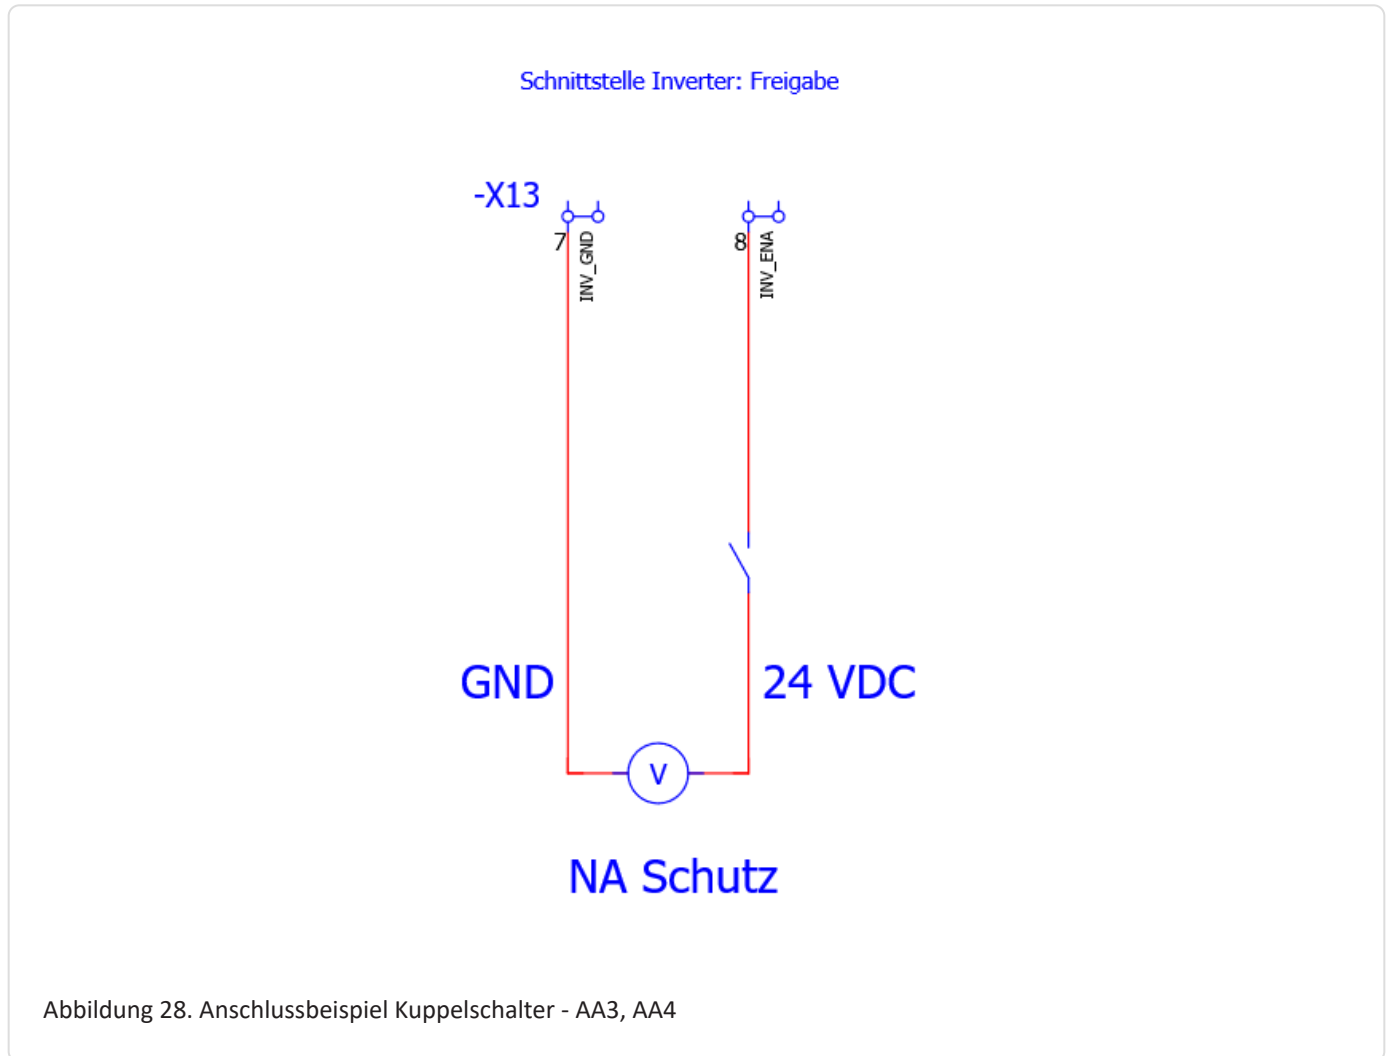 Schnittstelle Inverter: Freigabe
-X13
7
INV_GND
8
INV_ENA
GND
24 VDC
V
NA Schutz
Abbildung 28. Anschlussbeispiel Kuppelschalter - AA3, AA4